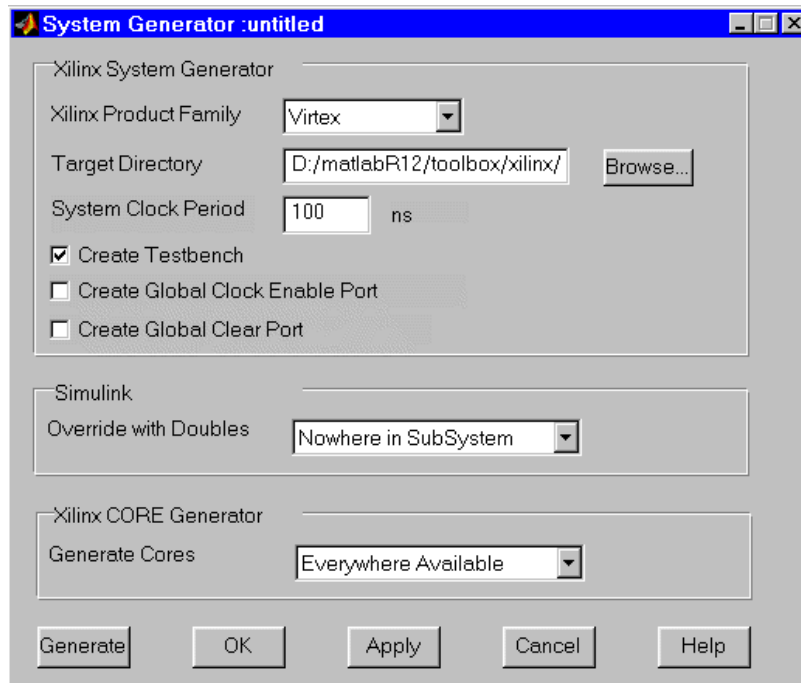 System Generator :untitled
Xilinx System Generator
Xilinx Product Family Virtex
Target Directory D:/matlabR12/toolbox/xilinx/ Browse...
System Clock Period 100 ns
Create Testbench
Create Global Clock Enable Port
Create Global Clear Port
Simulink
Override with Doubles Nowhere in SubSystem
Xilinx CORE Generator
Generate Cores Everywhere Available
Generate OK Apply Cancel Help